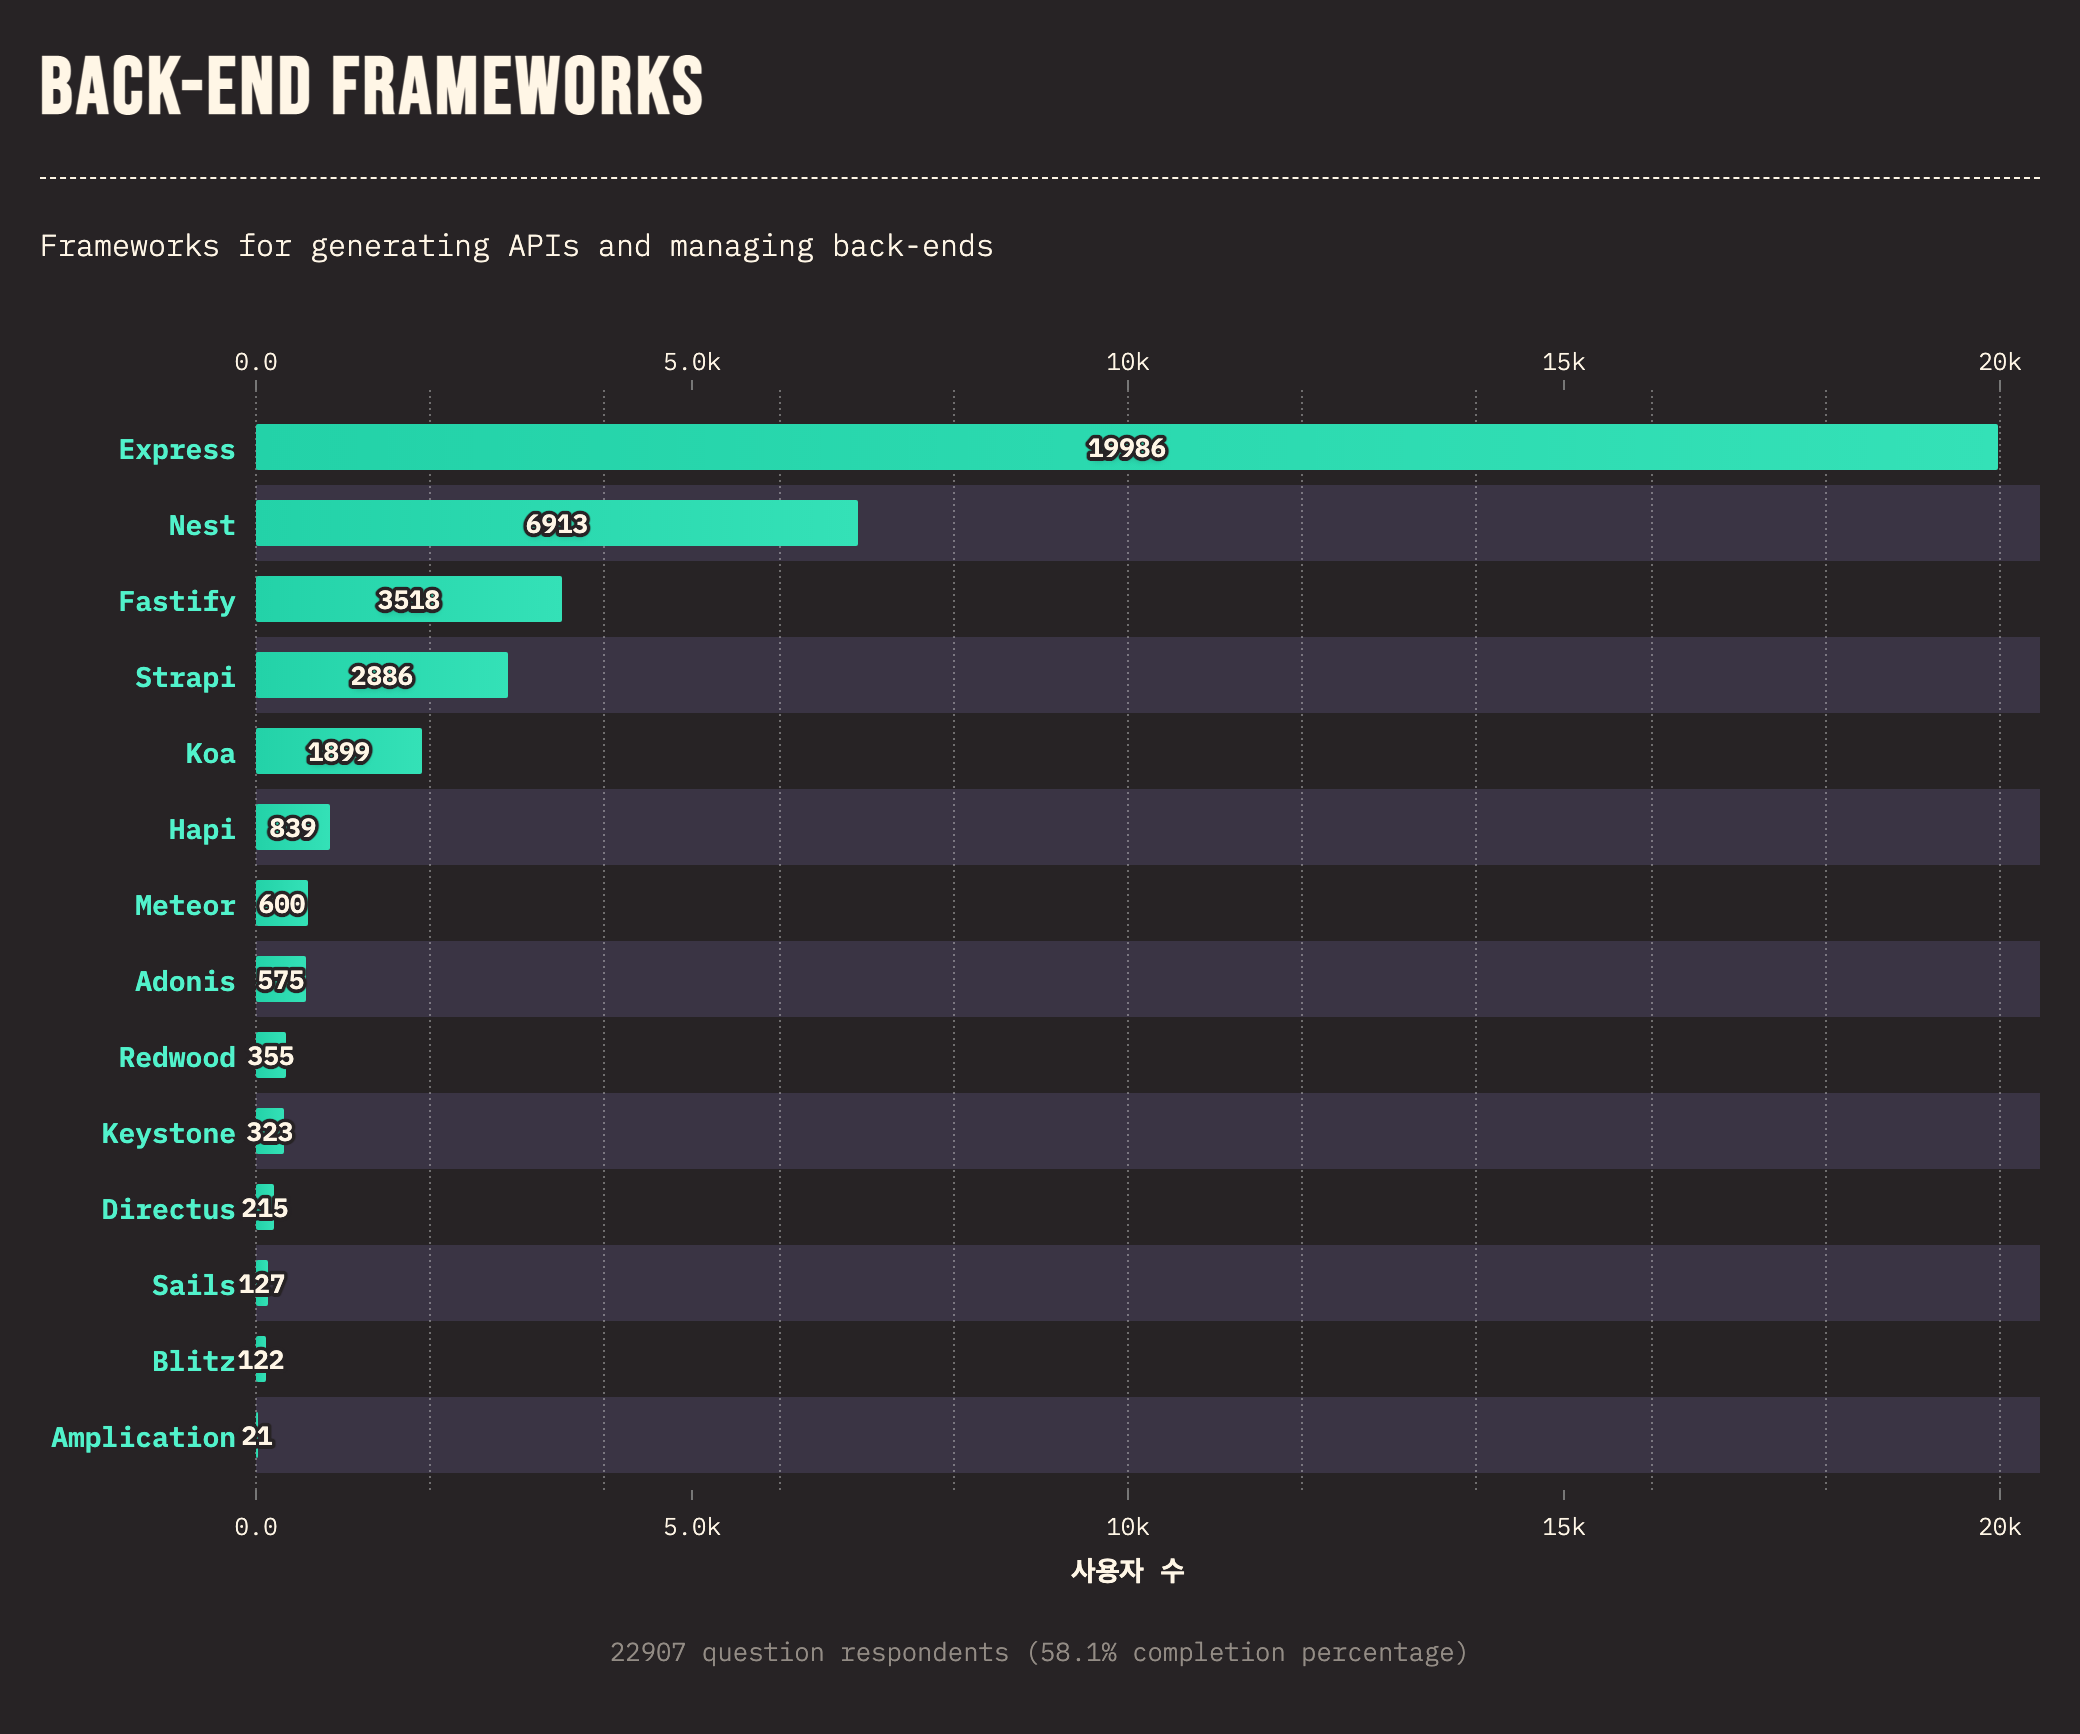 BACK-END FRAMEWORKS
Frameworks for generating APIs and managing back-ends
0.0 5.0k 10k 15k 20k
Express 19986
Nest 6913
Fastify 3518
Strapi 2886
Koa 1899
Hapi 839
Meteor 600
Adonis 575
Redwood 355
Keystone 323
Directus 215
Sails 127
Blitz 122
Amplication 21
0.0 5.0k 10k 15k 20k
사용자 수
22907 question respondents (58.1% completion percentage)